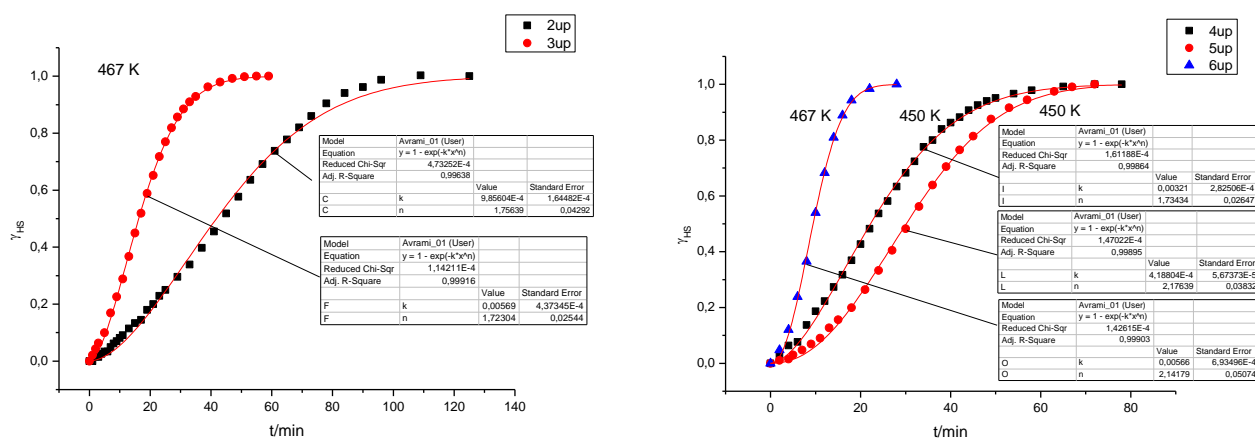 2up
3up
467 K
1,0
0,8
0,6
0,4
0,2
0,0
γHS
Model Avrami_01 (User)
Equation y = 1 - exp(-k*x^n)
Reduced Chi-Sqr 4,73252E-4
Adj. R-Square 0,99638
Value Standard Error
C k 9,85604E-4 1,64482E-4
C n 1,75639 0,04292
Model Avrami_01 (User)
Equation y = 1 - exp(-k*x^n)
Reduced Chi-Sqr 1,14211E-4
Adj. R-Square 0,99916
Value Standard Error
F k 0,00569 4,37345E-4
F n 1,72304 0,02544
0 20 40 60 80 100 120 140
t/min
4up
5up
6up
467 K 450 K 450 K
1,0
0,8
0,6
0,4
0,2
0,0
γHS
Model Avrami_01 (User)
Equation y = 1 - exp(-k*x^n)
Reduced Chi-Sqr 1,61188E-4
Adj. R-Square 0,99864
Value Standard Error
I k 0,00321 2,82506E-4
I n 1,73434 0,02647
Model Avrami_01 (User)
Equation y = 1 - exp(-k*x^n)
Reduced Chi-Sqr 1,47022E-4
Adj. R-Square 0,99895
Value Standard Error
L k 4,18804E-4 5,67373E-5
L n 2,17639 0,03832
Model Avrami_01 (User)
Equation y = 1 - exp(-k*x^n)
Reduced Chi-Sqr 1,42615E-4
Adj. R-Square 0,99903
Value Standard Error
O k 0,00566 6,93496E-4
O n 2,14179 0,05074
0 20 40 60 80
t/min